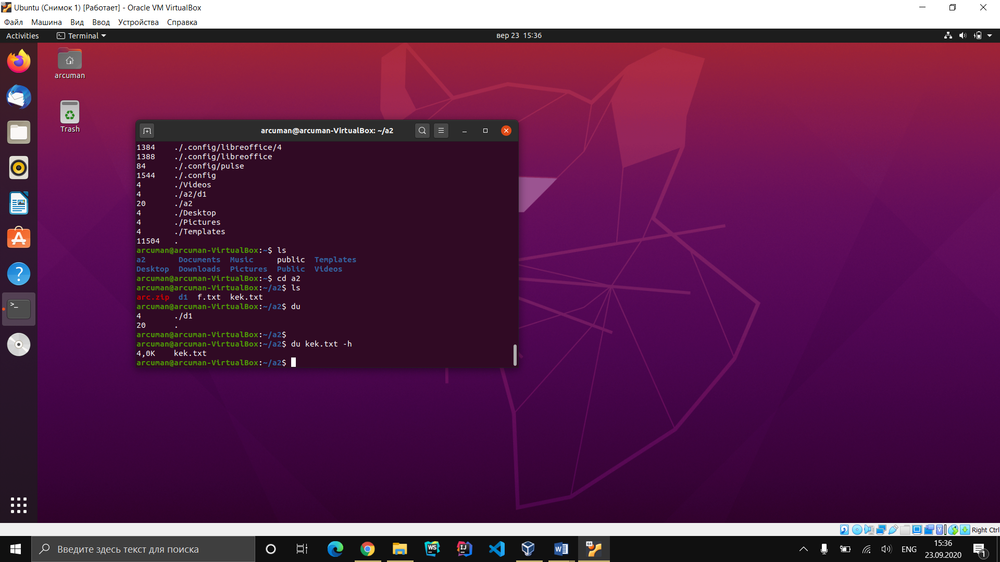 Ubuntu (Снимок 1) [Работает] - Oracle VM VirtualBox
Файл Машина Вид Ввод Устройства Справка
Activities Terminal вер 23 15:36
arcuman
Trash
arcuman@arcuman-VirtualBox: ~/a2
1384 ./.config/libreoffice/4
1388 ./.config/libreoffice
84 ./.config/pulse
1544 ./.config
4 ./Videos
4 ./a2/d1
20 ./a2
4 ./Desktop
4 ./Pictures
4 ./Templates
11504 .
arcuman@arcuman-VirtualBox:~$ ls
a2 Documents Music public Templates
Desktop Downloads Pictures Public Videos
arcuman@arcuman-VirtualBox:~$ cd a2
arcuman@arcuman-VirtualBox:~/a2$ ls
arc.zip d1 f.txt kek.txt
arcuman@arcuman-VirtualBox:~/a2$ du
4 ./d1
20 .
arcuman@arcuman-VirtualBox:~/a2$
arcuman@arcuman-VirtualBox:~/a2$ du kek.txt -h
4,0K kek.txt
arcuman@arcuman-VirtualBox:~/a2$
Right Ctrl
Введите здесь текст для поиска
WS
IJ
W
64
ENG
15:36
23.09.2020
1